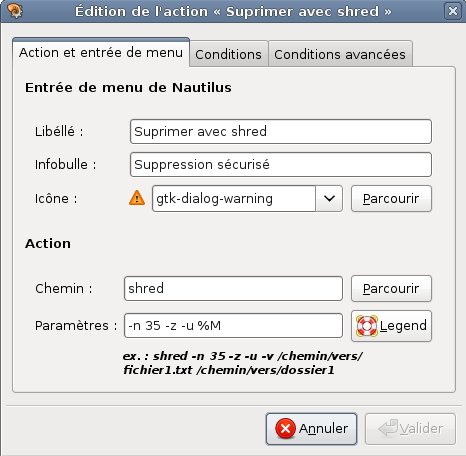 Édition de l'action « Suprimer avec shred »
Action et entrée de menu Conditions Conditions avancées
Entrée de menu de Nautilus
Libéllé : Suprimer avec shred
Infobulle : Suppression sécurisé
Icône : gtk-dialog-warning Parcourir
Action
Chemin : shred Parcourir
Paramètres : -n 35 -z -u %M Legend
ex. : shred -n 35 -z -u -v /chemin/vers/
fichier1.txt /chemin/vers/dossier1
Annuler Valider